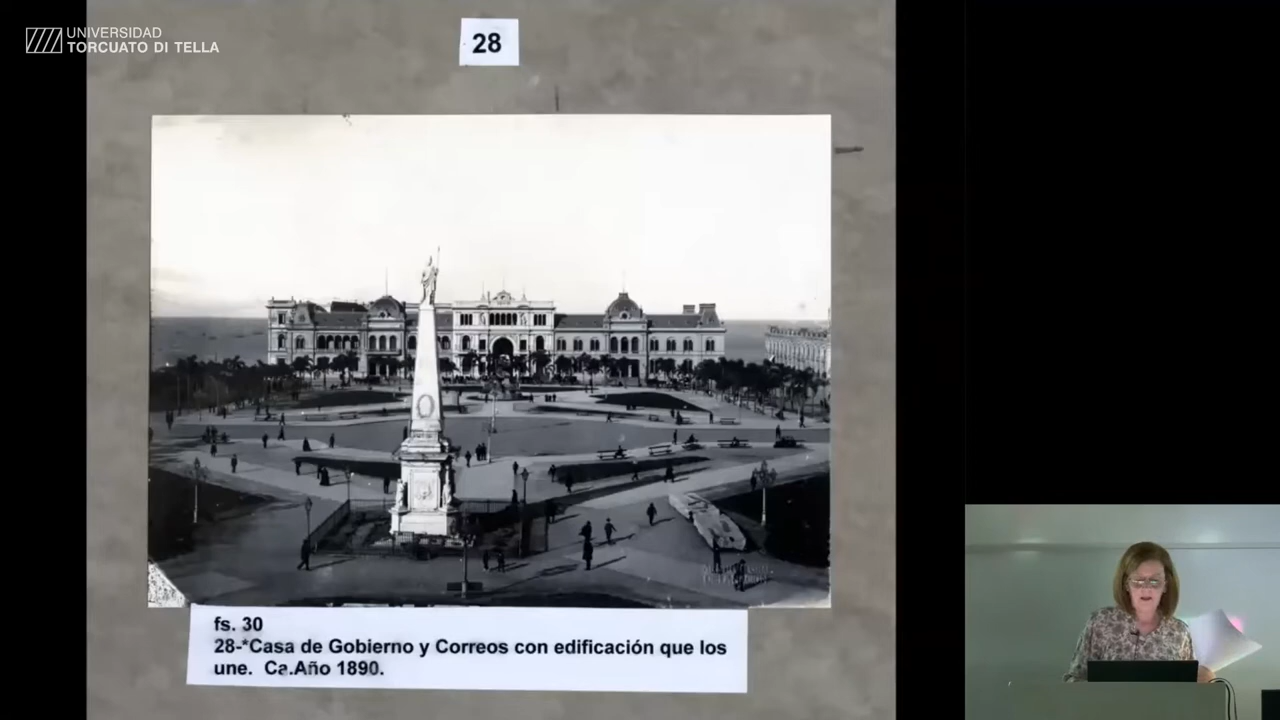 UNIVERSIDAD
TORCUATO DI TELLA
28
fs. 30
28-*Casa de Gobierno y Correos con edificación que los
une. Ca.Año 1890.